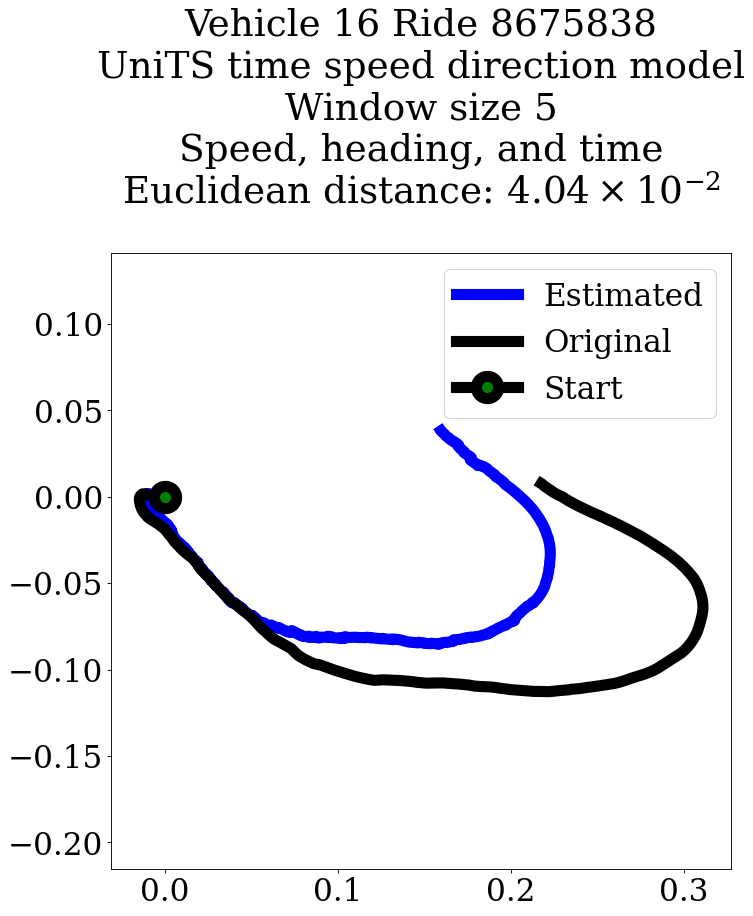 Vehicle 16 Ride 8675838
UniTS time speed direction model
Window size 5
Speed, heading, and time
Euclidean distance: 4.04 × 10⁻²
Estimated
Original
Start
0.10
0.05
0.00
−0.05
−0.10
−0.15
−0.20
0.0 0.1 0.2 0.3